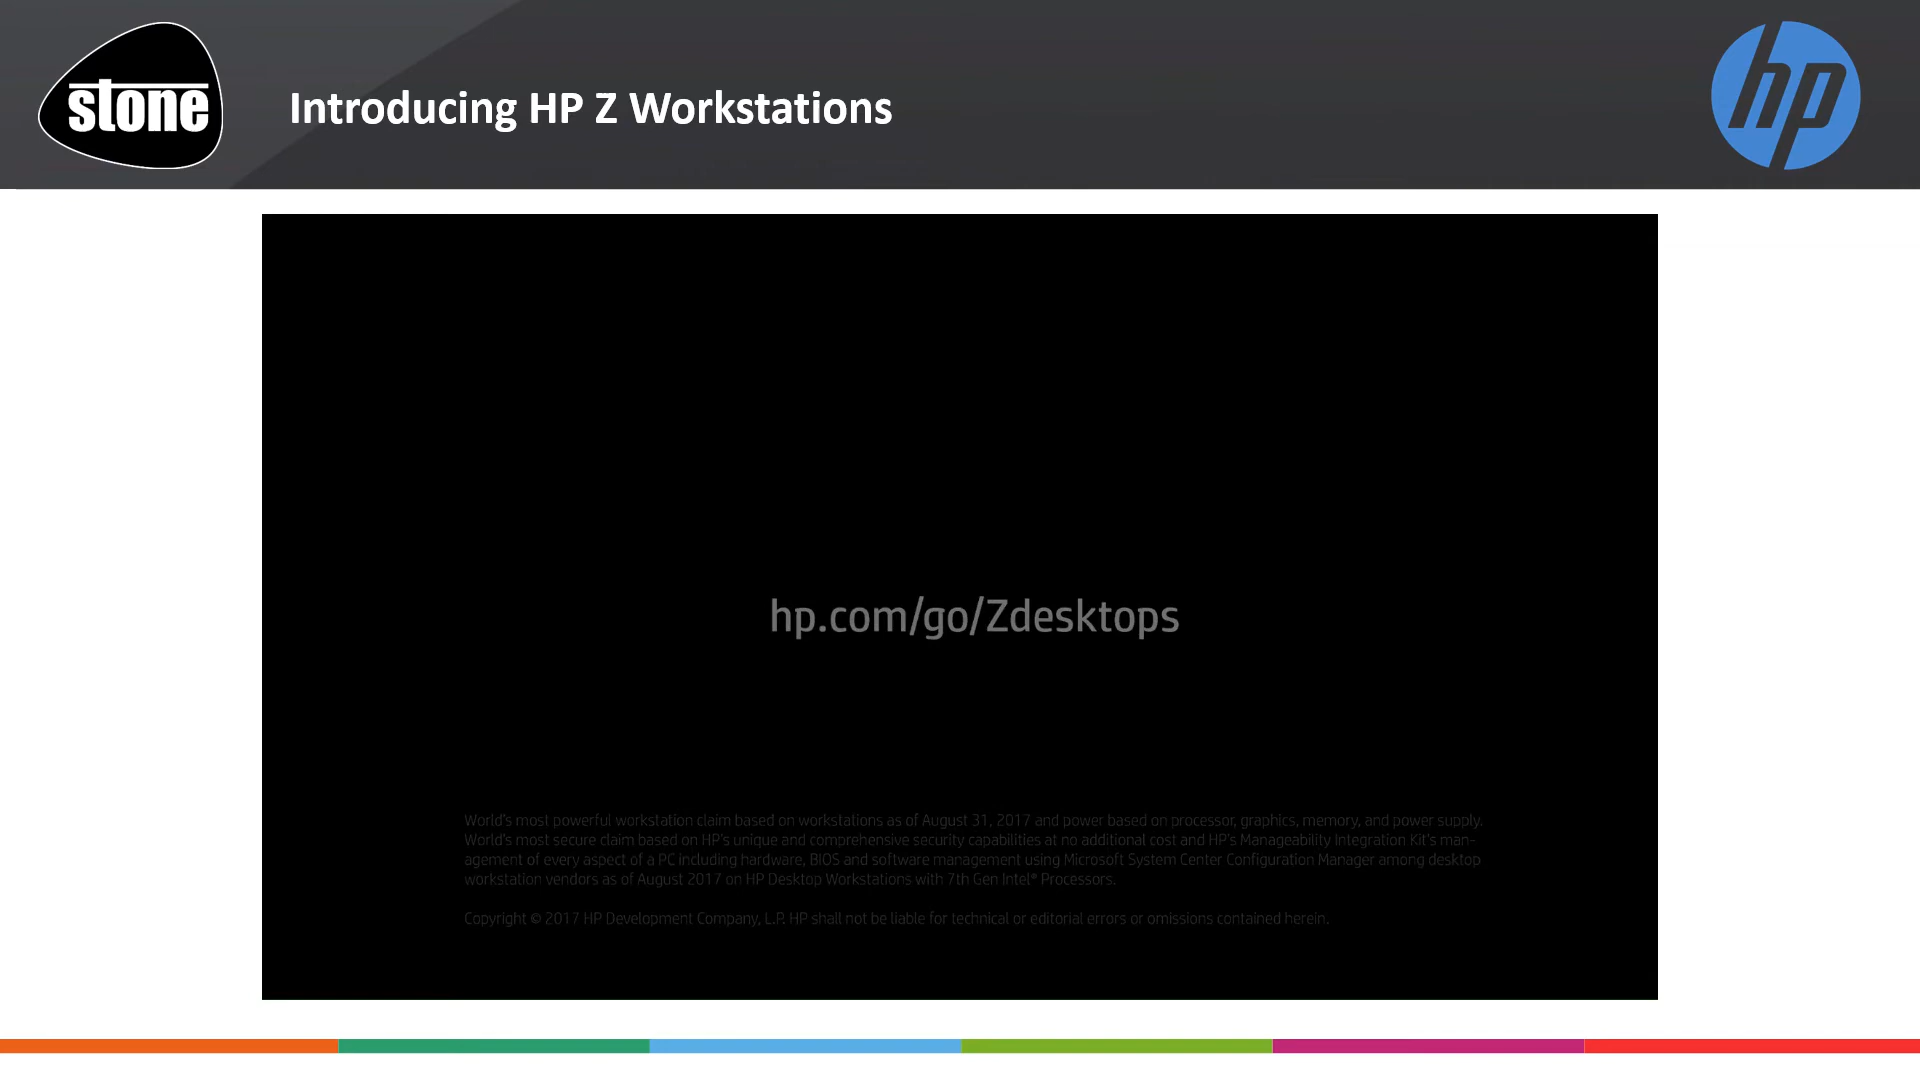 stone
Introducing HP Z Workstations
hp
hp.com/go/Zdesktops
World's most powerful workstation claim based on workstations as of August 31, 2017 and power based on processor, graphics, memory, and power supply.
World's most secure claim based on HP's unique and comprehensive security capabilities at no additional cost and HP's Manageability Integration Kit's man-
agement of every aspect of a PC including hardware, BIOS and software management using Microsoft System Center Configuration Manager among desktop
workstation vendors as of August 2017 on HP Desktop Workstations with 7th Gen Intel® Processors.
Copyright © 2017 HP Development Company, L.P. HP shall not be liable for technical or editorial errors or omissions contained herein.